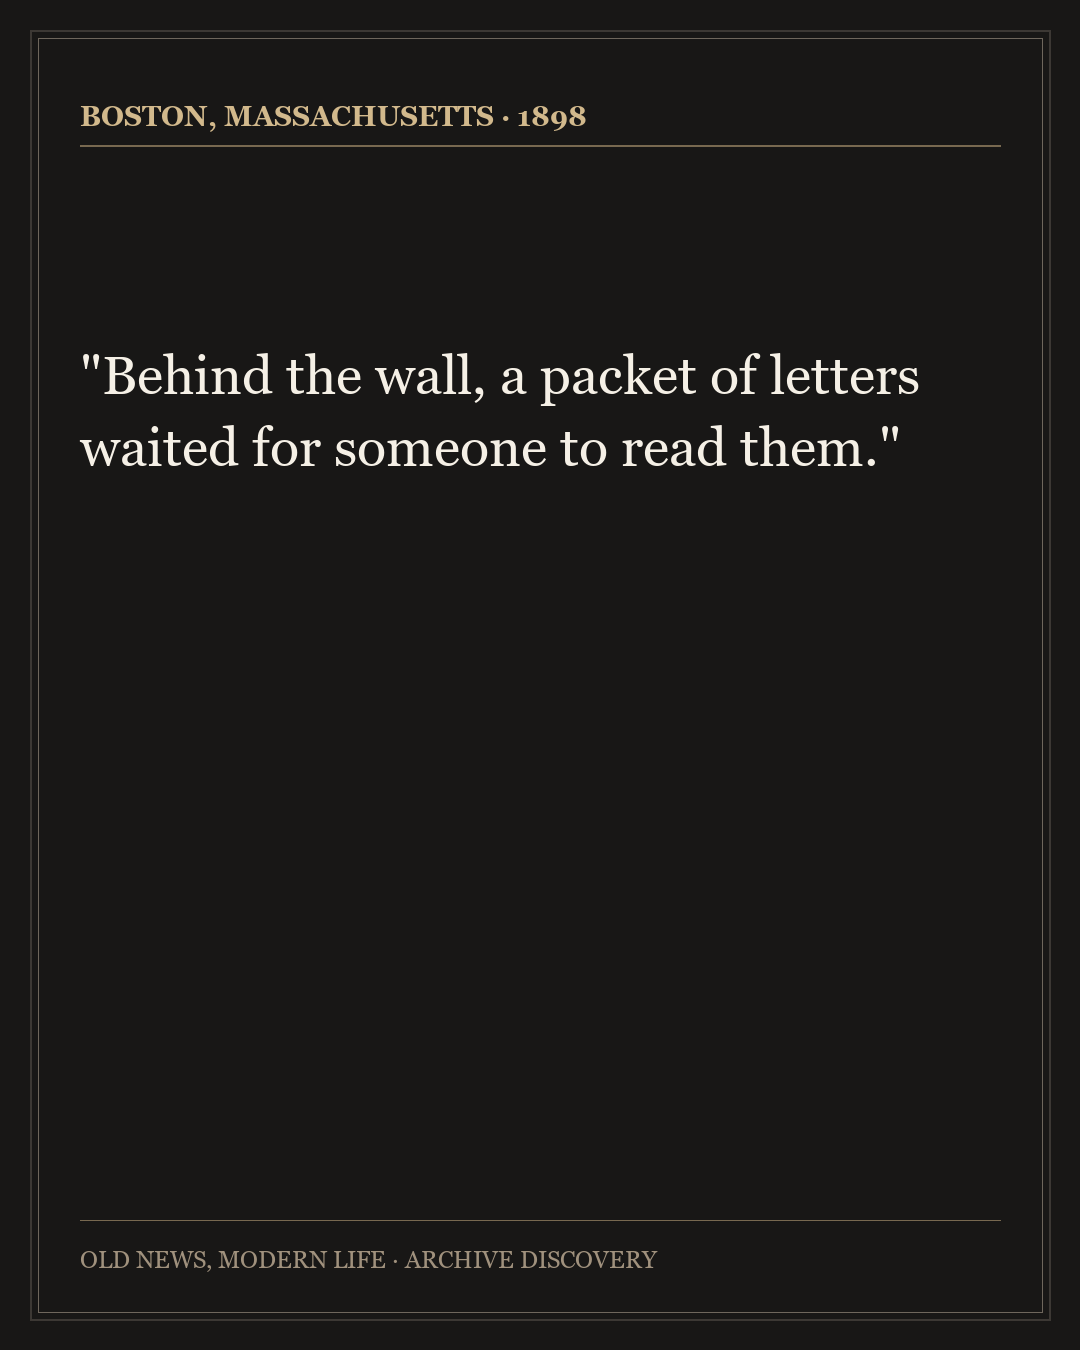 BOSTON, MASSACHUSETTS · 1898
"Behind the wall, a packet of letters
waited for someone to read them."
OLD NEWS, MODERN LIFE · ARCHIVE DISCOVERY